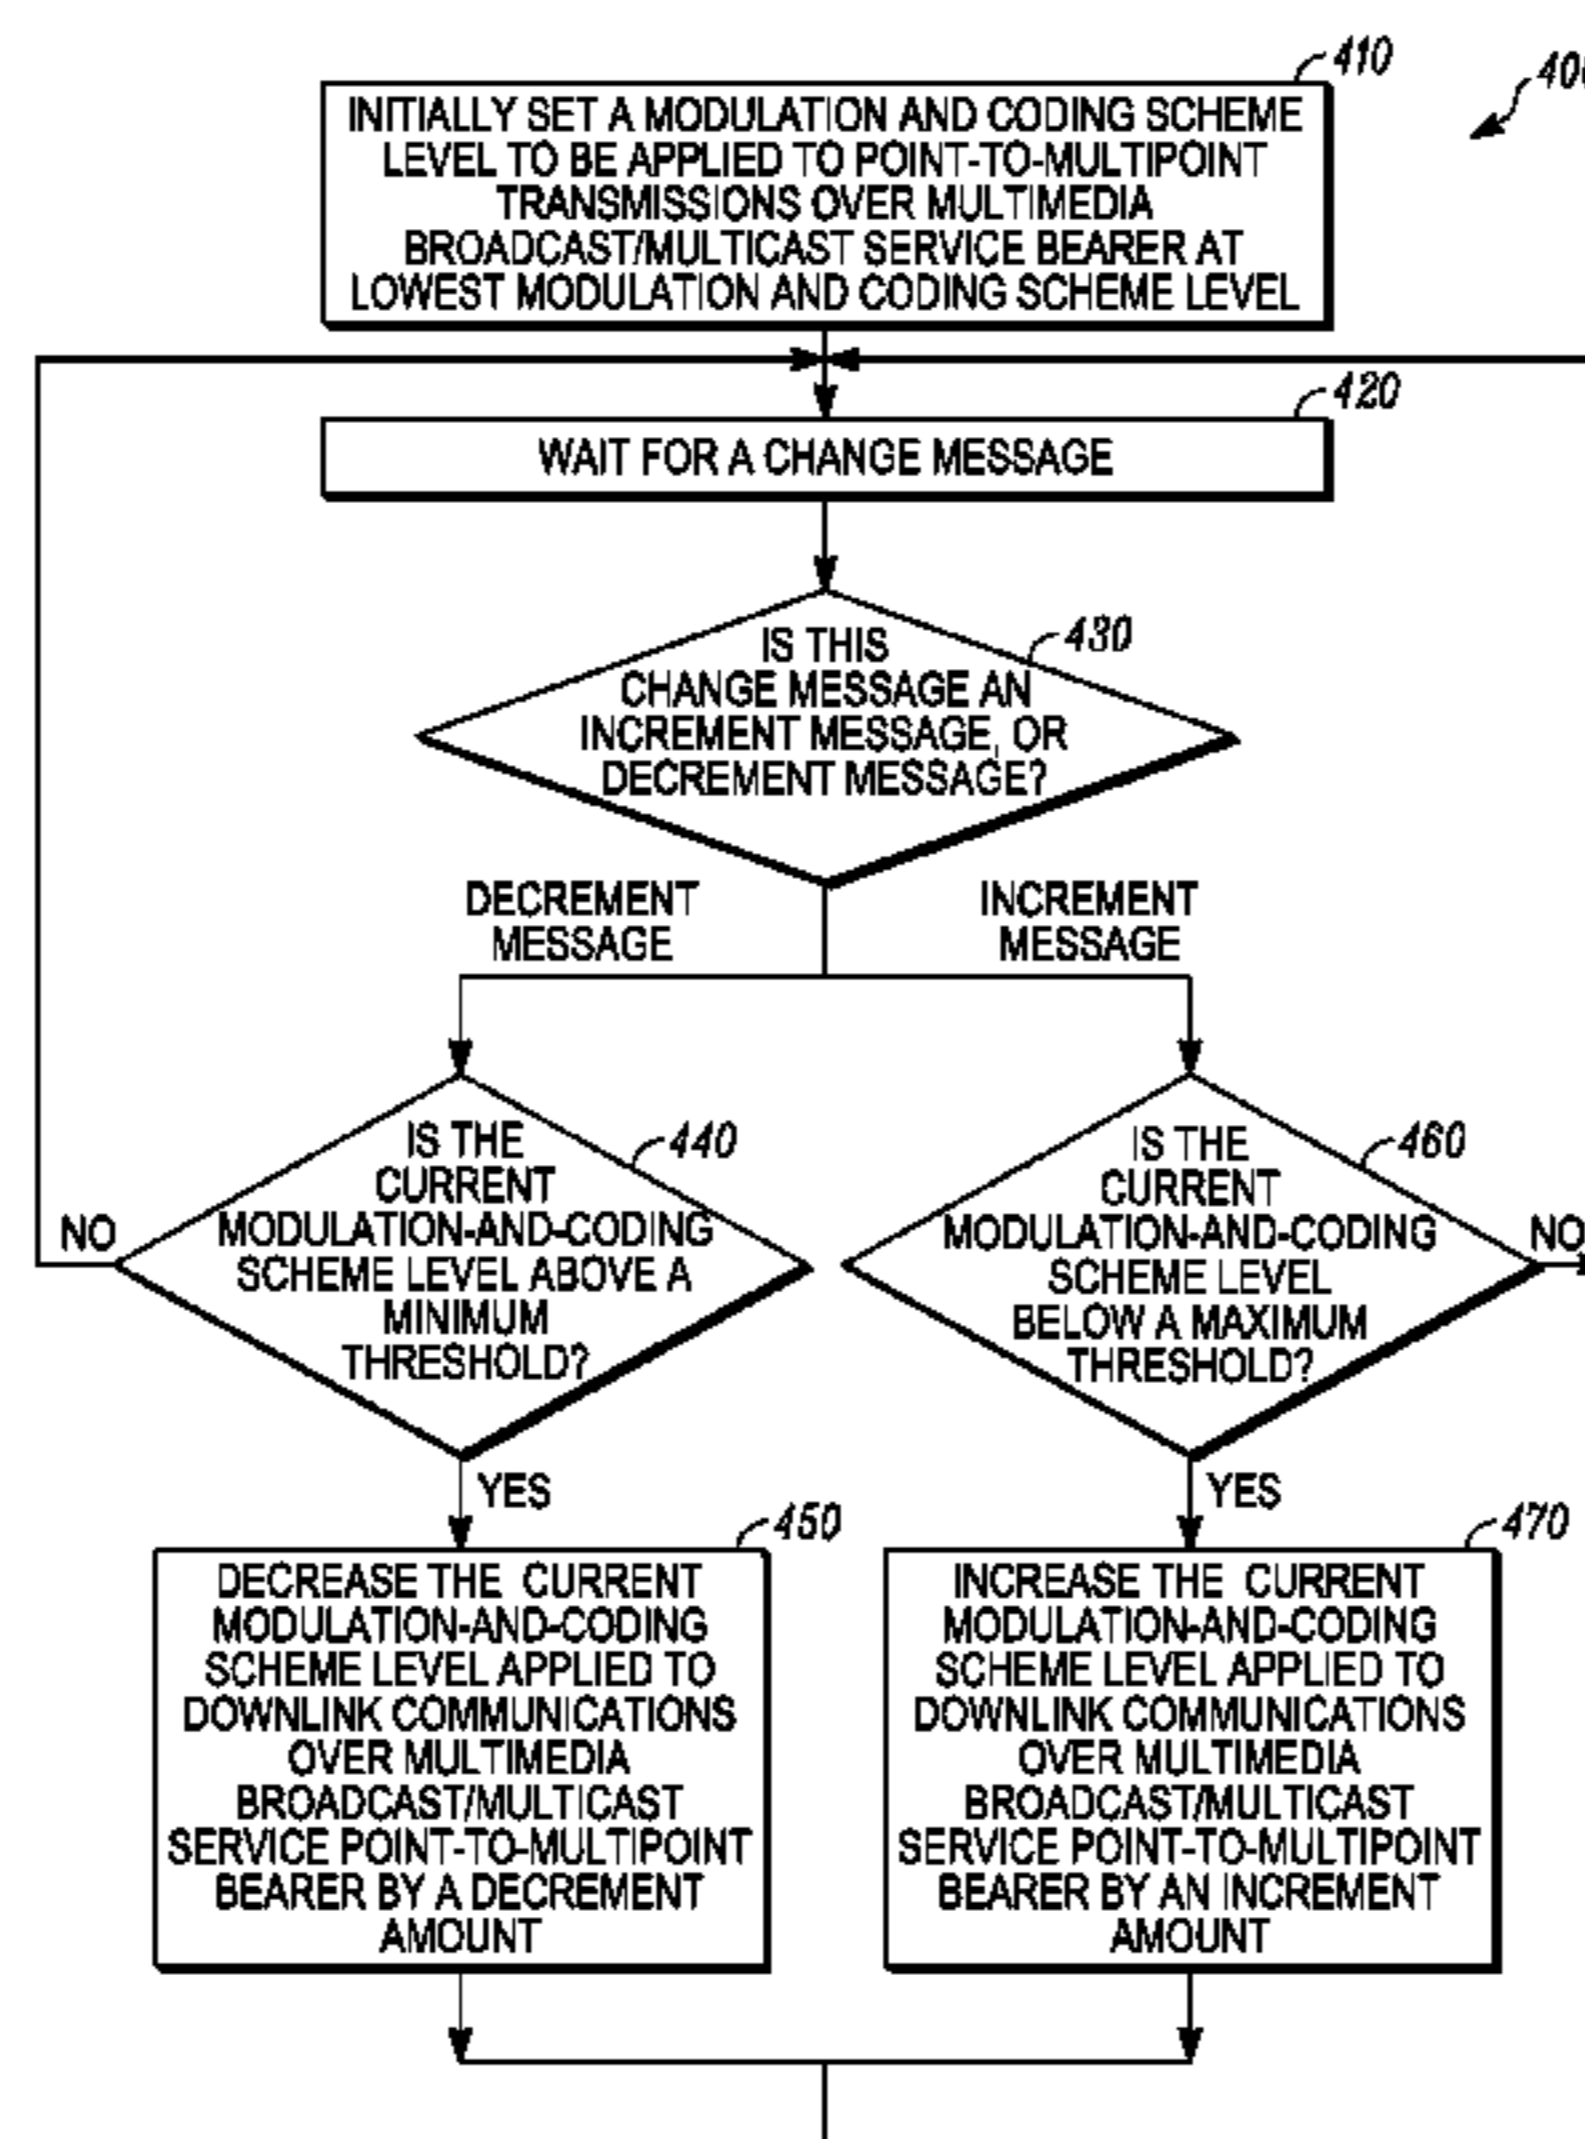 410
400
INITIALLY SET A MODULATION AND CODING SCHEME
LEVEL TO BE APPLIED TO POINT-TO-MULTIPOINT
TRANSMISSIONS OVER MULTIMEDIA
BROADCAST/MULTICAST SERVICE BEARER AT
LOWEST MODULATION AND CODING SCHEME LEVEL
420
WAIT FOR A CHANGE MESSAGE
430
IS THIS
CHANGE MESSAGE AN
INCREMENT MESSAGE, OR
DECREMENT MESSAGE?
DECREMENT
MESSAGE
INCREMENT
MESSAGE
440
IS THE
CURRENT
MODULATION-AND-CODING
SCHEME LEVEL ABOVE A
MINIMUM
THRESHOLD?
NO
YES
460
IS THE
CURRENT
MODULATION-AND-CODING
SCHEME LEVEL
BELOW A MAXIMUM
THRESHOLD?
NO
YES
450
DECREASE THE CURRENT
MODULATION-AND-CODING
SCHEME LEVEL APPLIED TO
DOWNLINK COMMUNICATIONS
OVER MULTIMEDIA
BROADCAST/MULTICAST
SERVICE POINT-TO-MULTIPOINT
BEARER BY A DECREMENT
AMOUNT
470
INCREASE THE CURRENT
MODULATION-AND-CODING
SCHEME LEVEL APPLIED TO
DOWNLINK COMMUNICATIONS
OVER MULTIMEDIA
BROADCAST/MULTICAST
SERVICE POINT-TO-MULTIPOINT
BEARER BY AN INCREMENT
AMOUNT